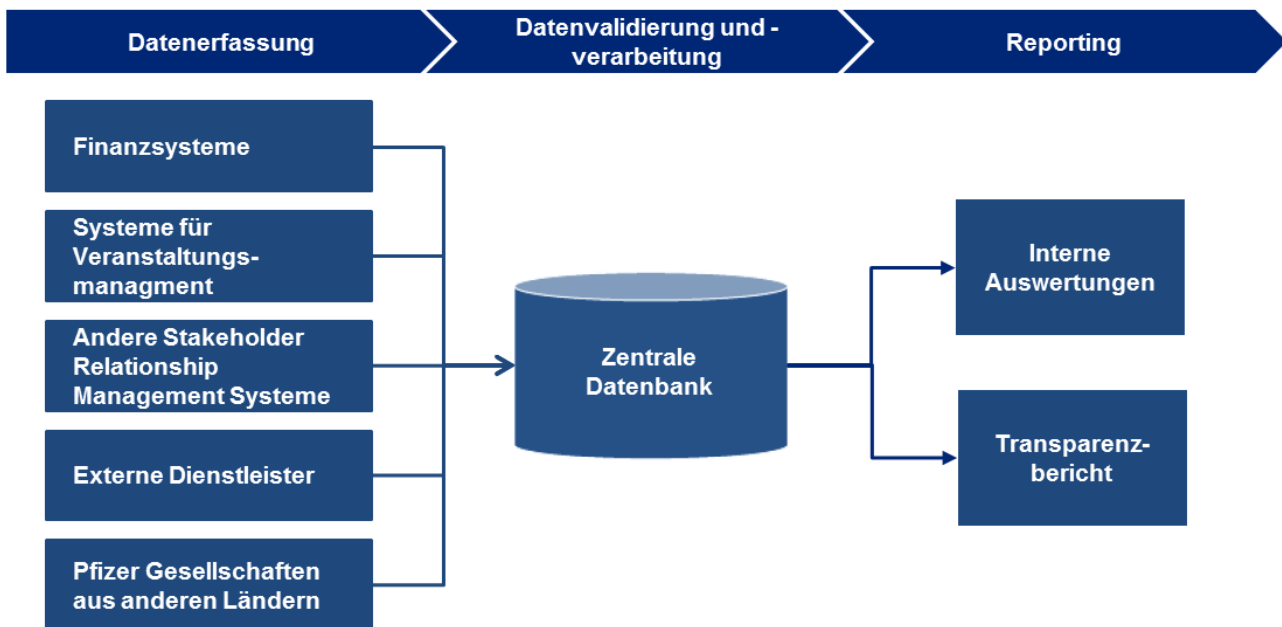 Datenerfassung
Datenvalidierung und -
verarbeitung
Reporting
Finanzsysteme
Systeme für
Veranstaltungs-
managment
Andere Stakeholder
Relationship
Management Systeme
Externe Dienstleister
Pfizer Gesellschaften
aus anderen Ländern
Zentrale
Datenbank
Interne
Auswertungen
Transparenz-
bericht